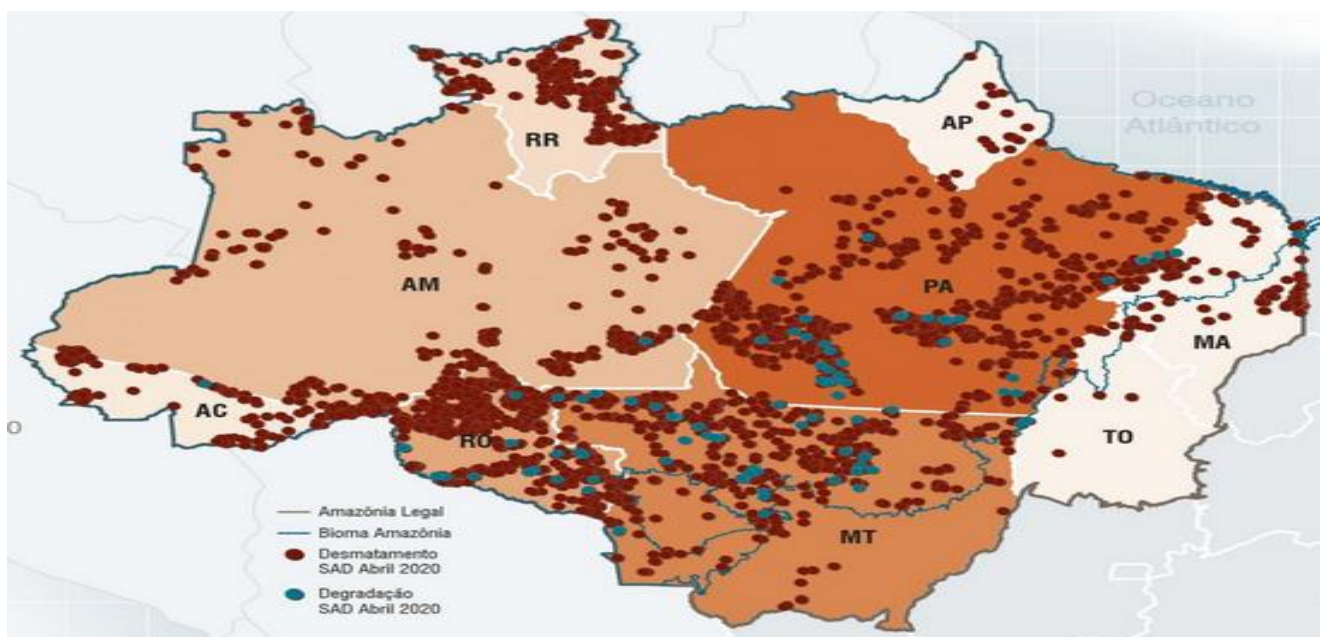 Oceano
Atlântico
RR
AP
AM
PA
MA
AC
RO
TO
MT
O
Amazônia Legal
Bioma Amazônia
Desmatamento
SAD Abril 2020
Degradação
SAD Abril 2020